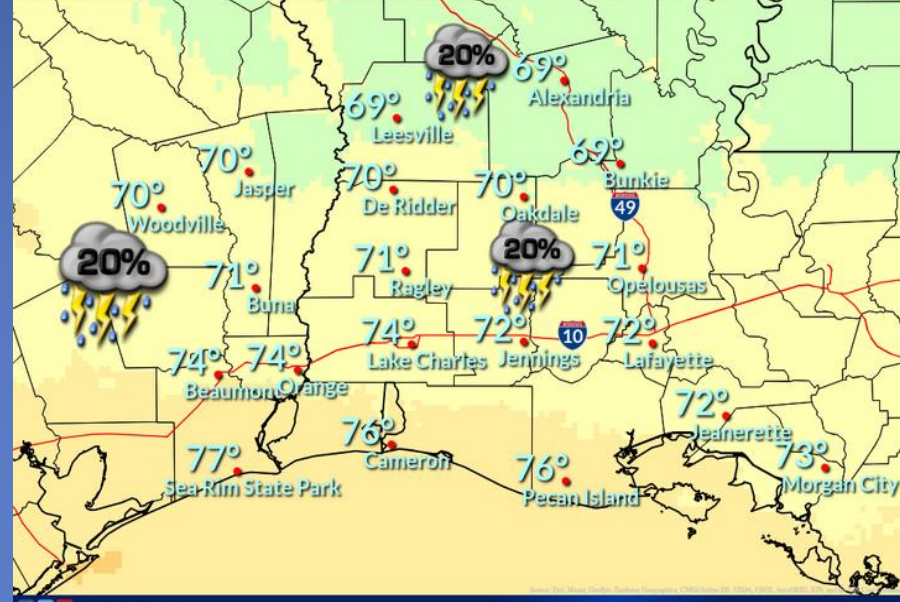 20%
69°
Alexandria
69°
Leesville
69°
Bunkie
70°
Jasper
70°
De Ridder
70°
Oakdale
70°
Woodville
49
20%
20%
71°
Buna
71°
Ragley
71°
Opelousas
74°
Lake Charles
72°
Jennings
10
72°
Lafayette
74°
Beaumont
74°
Orange
72°
Jeanerette
76°
Cameron
77°
Sea Rim State Park
76°
Pecan Island
73°
Morgan City